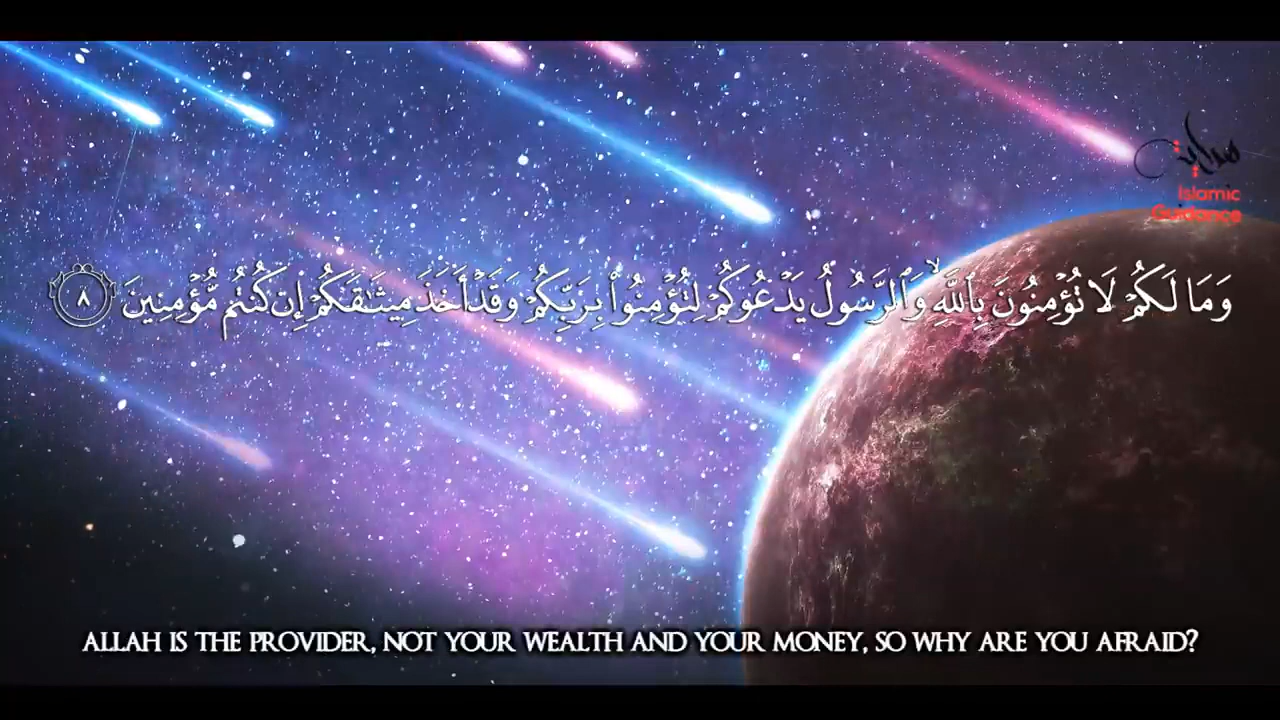 هداية
Islamic
Guidance
وَمَا لَكُمْ لَا تُؤْمِنُونَ بِٱللَّهِ ۙ وَٱلرَّسُولُ يَدْعُوكُمْ لِتُؤْمِنُوا۟ بِرَبِّكُمْ وَقَدْ أَخَذَ مِيثَـٰقَكُمْ إِن كُنتُم مُّؤْمِنِينَ ٨
ALLAH IS THE PROVIDER, NOT YOUR WEALTH AND YOUR MONEY, SO WHY ARE YOU AFRAID?